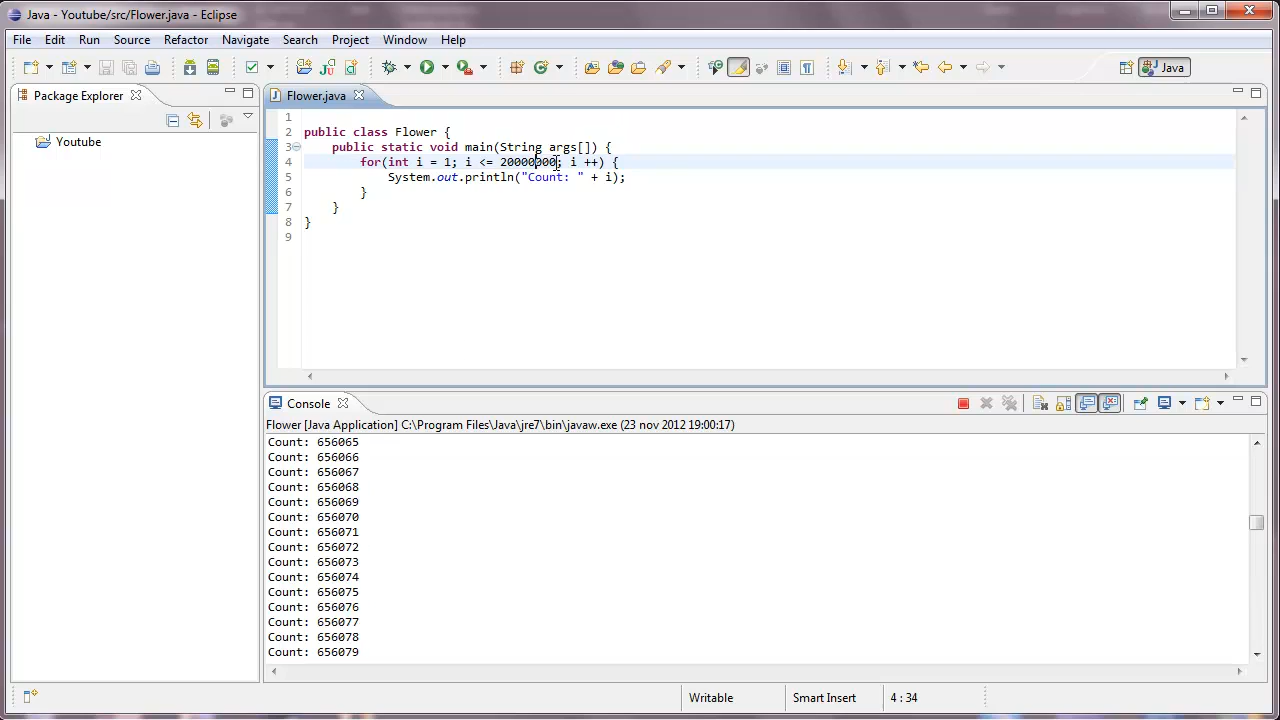 Java - Youtube/src/Flower.java - Eclipse
File Edit Run Source Refactor Navigate Search Project Window Help
Java
Package Explorer
Flower.java
Youtube
1
2 public class Flower {
3 public static void main(String args[]) {
4 for(int i = 1; i <= 20000000; i ++) {
5 System.out.println("Count: " + i);
6 }
7 }
8 }
9
Console
Flower [Java Application] C:\Program Files\Java\jre7\bin\javaw.exe (23 nov 2012 19:00:17)
Count: 656065
Count: 656066
Count: 656067
Count: 656068
Count: 656069
Count: 656070
Count: 656071
Count: 656072
Count: 656073
Count: 656074
Count: 656075
Count: 656076
Count: 656077
Count: 656078
Count: 656079
Writable Smart Insert 4 : 34